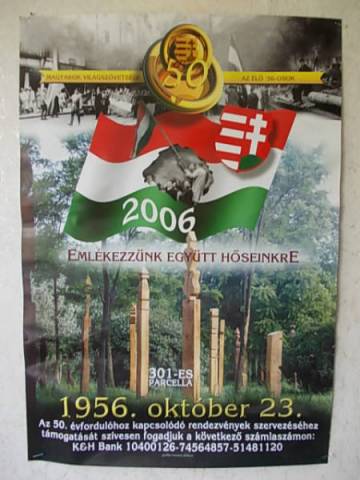 50
MAGYAROK VILÁGSZÖVETSÉGE
AZ ÉLŐ '56-OSOK
2006
EMLÉKEZZÜNK EGYÜTT HŐSEINKRE
301-ES
PARCELLA
1956. október 23.
Az 50. évfordulóhoz kapcsolódó rendezvények szervezéséhez
támogatását szívesen fogadjuk a következő számlaszámon:
K&H Bank 10400126-74564857-51481120